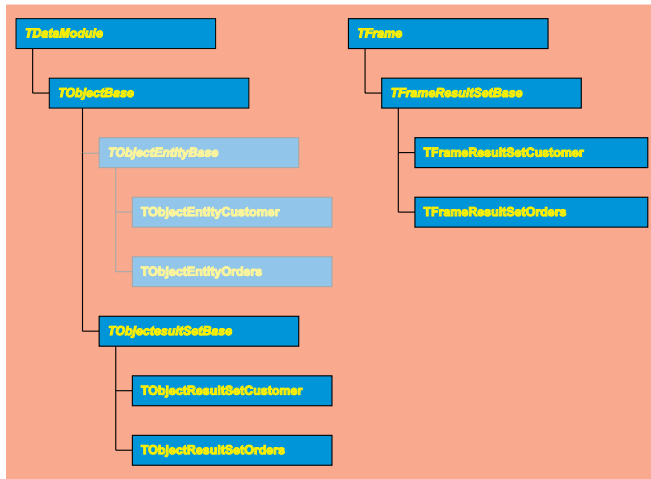 TDataModule
TObjectBase
TObjectEntityBase
TObjectEntityCustomer
TObjectEntityOrders
TObjectesultSetBase
TObjectResultSetCustomer
TObjectResultSetOrders
TFrame
TFrameResultSetBase
TFrameResultSetCustomer
TFrameResultSetOrders